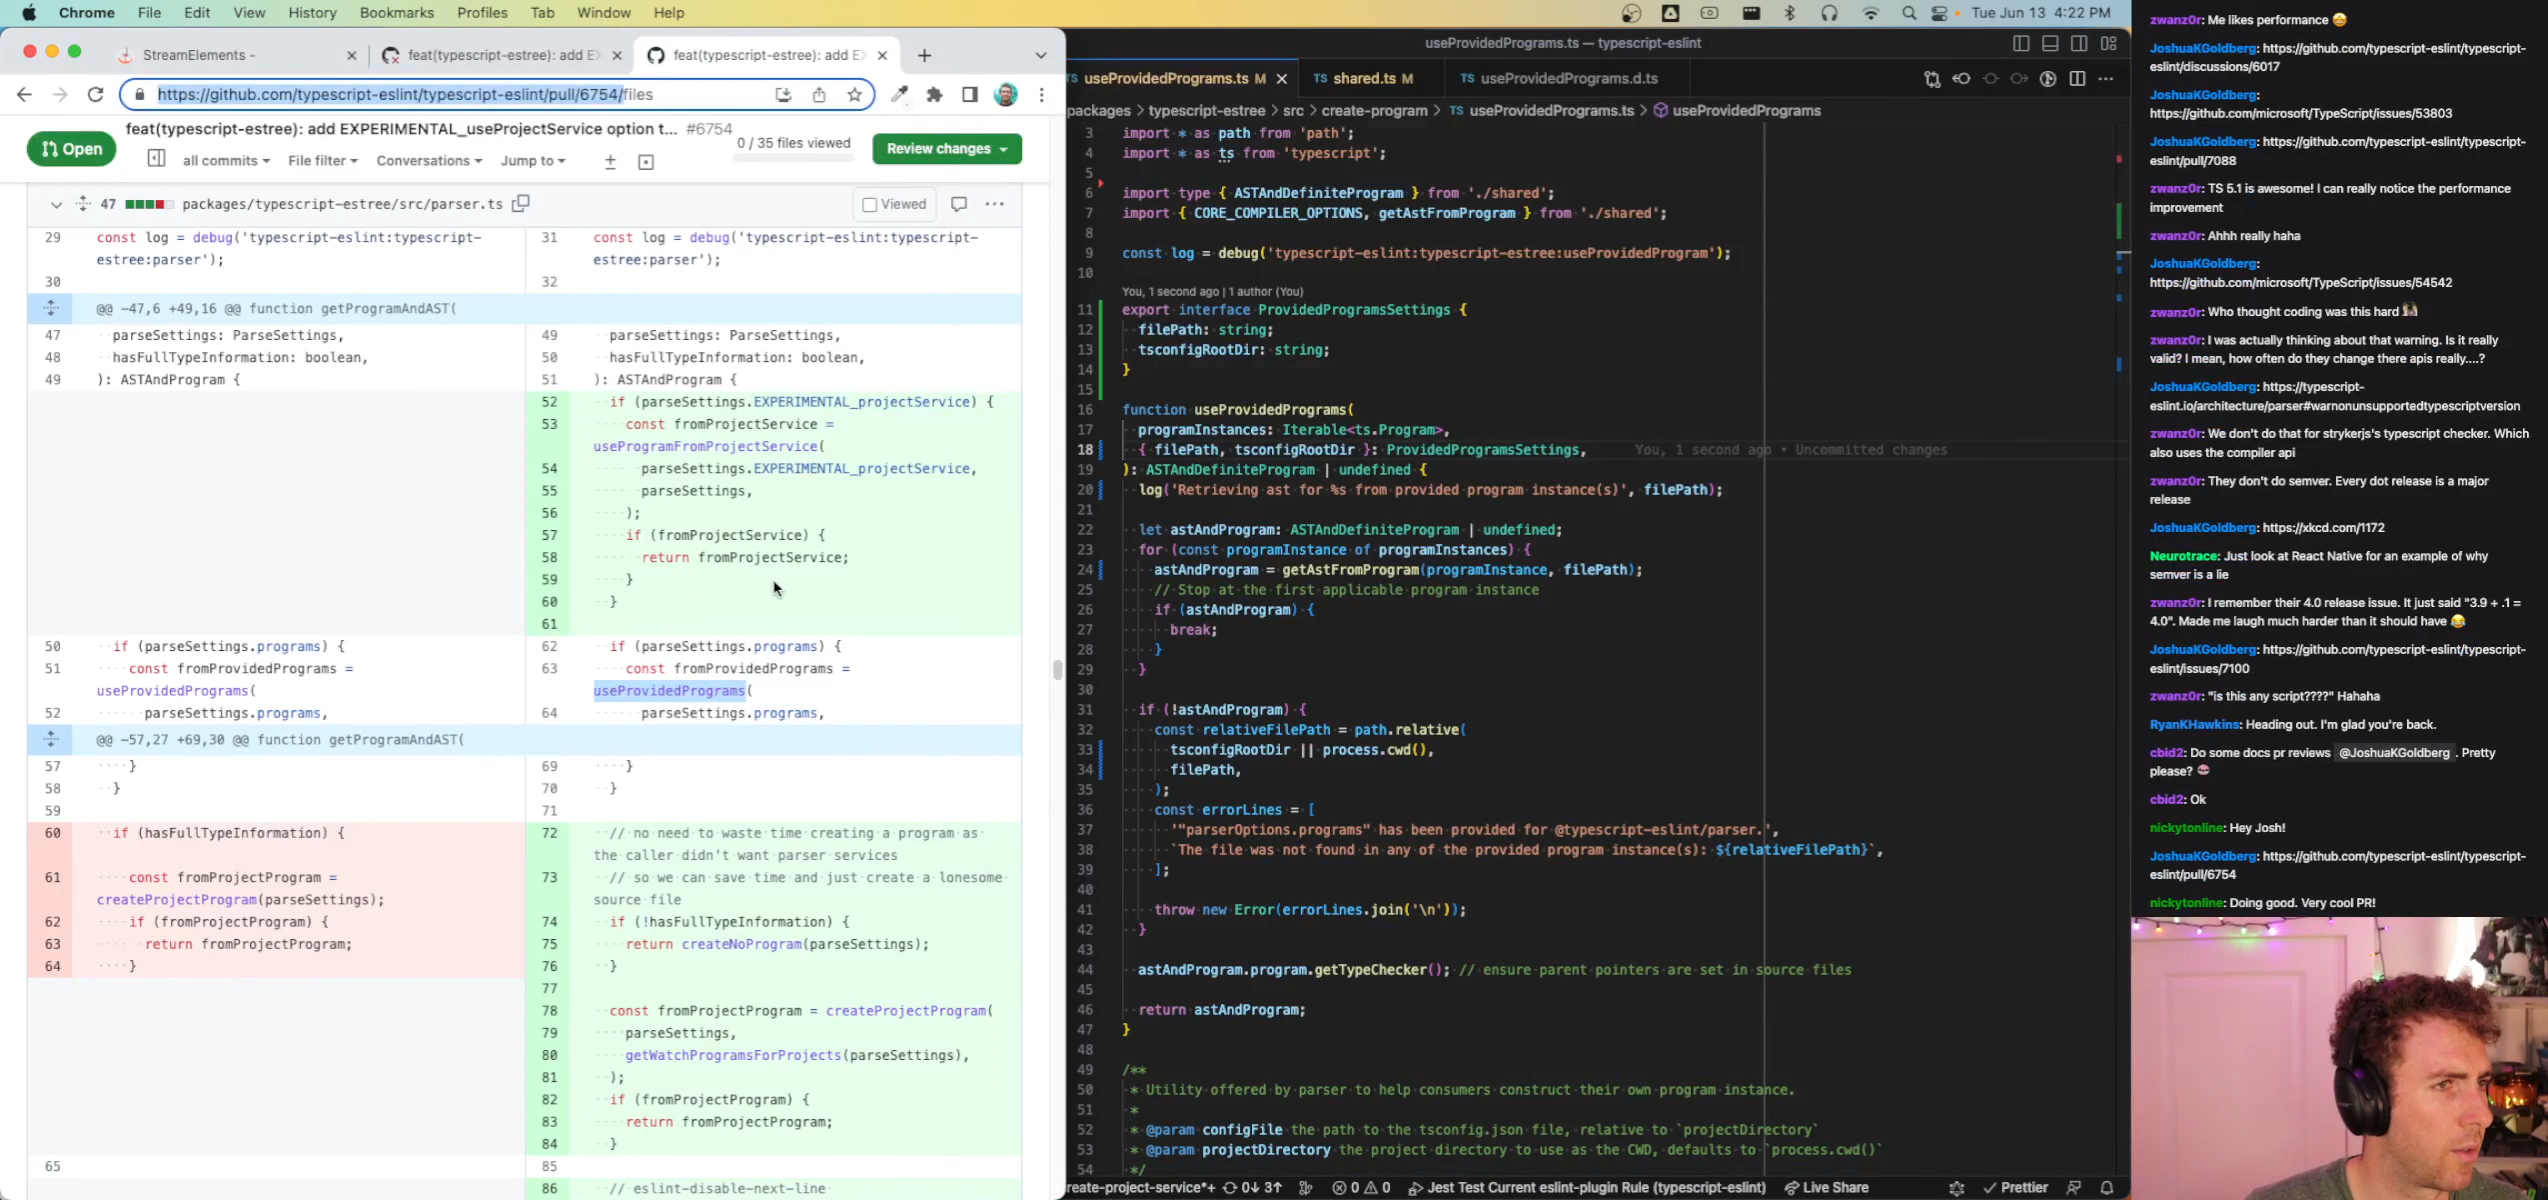 Chrome File Edit View History Bookmarks Profiles Tab Window Help
Tue Jun 13 4:22 PM
StreamElements -
feat(typescript-estree): add EX
feat(typescript-estree): add EX
https://github.com/typescript-eslint/typescript-eslint/pull/6754/files
Open
feat(typescript-estree): add EXPERIMENTAL_useProjectService option t... #6754
all commits File filter Conversations Jump to
0 / 35 files viewed
Review changes
47 packages/typescript-estree/src/parser.ts
Viewed
29 const log = debug('typescript-eslint:typescript-
estree:parser');
30
31 const log = debug('typescript-eslint:typescript-
estree:parser');
32
@@ -47,6 +49,16 @@ function getProgramAndAST(
47 parseSettings: ParseSettings,
48 hasFullTypeInformation: boolean,
49 ): ASTAndProgram {
49 parseSettings: ParseSettings,
50 hasFullTypeInformation: boolean,
51 ): ASTAndProgram {
52 if (parseSettings.EXPERIMENTAL_projectService) {
53 const fromProjectService =
useProgramFromProjectService(
54 parseSettings.EXPERIMENTAL_projectService,
55 parseSettings,
56 );
57 if (fromProjectService) {
58 return fromProjectService;
59 }
60 }
61
50 if (parseSettings.programs) {
51 const fromProvidedPrograms =
useProvidedPrograms(
52 parseSettings.programs,
62 if (parseSettings.programs) {
63 const fromProvidedPrograms =
useProvidedPrograms(
64 parseSettings.programs,
@@ -57,27 +69,30 @@ function getProgramAndAST(
57 }
58 }
59
69 }
70 }
71
60 if (hasFullTypeInformation) {
61 const fromProjectProgram =
createProjectProgram(parseSettings);
62 if (fromProjectProgram) {
63 return fromProjectProgram;
64 }
72 // no need to waste time creating a program as
the caller didn't want parser services
73 // so we can save time and just create a lonesome
source file
74 if (!hasFullTypeInformation) {
75 return createNoProgram(parseSettings);
76 }
77
78 const fromProjectProgram = createProjectProgram(
79 parseSettings,
80 getWatchProgramsForProjects(parseSettings),
81 );
82 if (fromProjectProgram) {
83 return fromProjectProgram;
84 }
65
85
86 // eslint-disable-next-line
useProvidedPrograms.ts — typescript-eslint
TS useProvidedPrograms.ts M
TS shared.ts M
TS useProvidedPrograms.d.ts
packages > typescript-estree > src > create-program > TS useProvidedPrograms.ts > useProvidedPrograms
3 import * as path from 'path';
4 import * as ts from 'typescript';
5
6 import type { ASTAndDefiniteProgram } from './shared';
7 import { CORE_COMPILER_OPTIONS, getAstFromProgram } from './shared';
8
9 const log = debug('typescript-eslint:typescript-estree:useProvidedProgram');
10
You, 1 second ago | 1 author (You)
11 export interface ProvidedProgramsSettings {
12 filePath: string;
13 tsconfigRootDir: string;
14 }
15
16 function useProvidedPrograms(
17 programInstances: Iterable<ts.Program>,
18 { filePath, tsconfigRootDir }: ProvidedProgramsSettings, You, 1 second ago • Uncommitted changes
19 ): ASTAndDefiniteProgram | undefined {
20 log('Retrieving ast for %s from provided program instance(s)', filePath);
21
22 let astAndProgram: ASTAndDefiniteProgram | undefined;
23 for (const programInstance of programInstances) {
24 astAndProgram = getAstFromProgram(programInstance, filePath);
25 // Stop at the first applicable program instance
26 if (astAndProgram) {
27 break;
28 }
29 }
30
31 if (!astAndProgram) {
32 const relativeFilePath = path.relative(
33 tsconfigRootDir || process.cwd(),
34 filePath,
35 );
36 const errorLines = [
37 '"parserOptions.programs" has been provided for @typescript-eslint/parser.',
38 `The file was not found in any of the provided program instance(s): ${relativeFilePath}`,
39 ];
40
41 throw new Error(errorLines.join('\n'));
42 }
43
44 astAndProgram.program.getTypeChecker(); // ensure parent pointers are set in source files
45
46 return astAndProgram;
47 }
48
49 /**
50 * Utility offered by parser to help consumers construct their own program instance.
51 *
52 * @param configFile the path to the tsconfig.json file, relative to `projectDirectory`
53 * @param projectDirectory the project directory to use as the CWD, defaults to `process.cwd()`
54 */
reate-project-service*+ 0↓ 3↑ 0 0 Jest Test Current eslint-plugin Rule (typescript-eslint) Live Share Prettier
zwanz0r: Me likes performance 🤩
JoshuaKGoldberg: https://github.com/typescript-eslint/typescript-
eslint/discussions/6017
JoshuaKGoldberg:
https://github.com/microsoft/TypeScript/issues/53803
JoshuaKGoldberg: https://github.com/typescript-eslint/typescript-
eslint/pull/7088
zwanz0r: TS 5.1 is awesome! I can really notice the performance
improvement
zwanz0r: Ahhh really haha
JoshuaKGoldberg:
https://github.com/microsoft/TypeScript/issues/54542
zwanz0r: Who thought coding was this hard
zwanz0r: I was actually thinking about that warning. Is it really
valid? I mean, how often do they change there apis really....?
JoshuaKGoldberg: https://typescript-
eslint.io/architecture/parser#warnonunsupportedtypescriptversion
zwanz0r: We don't do that for strykerjs's typescript checker. Which
also uses the compiler api
zwanz0r: They don't do semver. Every dot release is a major
release
JoshuaKGoldberg: https://xkcd.com/1172
Neurotrace: Just look at React Native for an example of why
semver is a lie
zwanz0r: I remember their 4.0 release issue. It just said "3.9 + .1 =
4.0". Made me laugh much harder than it should have 😂
JoshuaKGoldberg: https://github.com/typescript-eslint/typescript-
eslint/issues/7100
zwanz0r: "is this any script????" Hahaha
RyanKHawkins: Heading out. I'm glad you're back.
cbid2: Do some docs pr reviews @JoshuaKGoldberg . Pretty
please?
cbid2: Ok
nickytonline: Hey Josh!
JoshuaKGoldberg: https://github.com/typescript-eslint/typescript-
eslint/pull/6754
nickytonline: Doing good. Very cool PR!